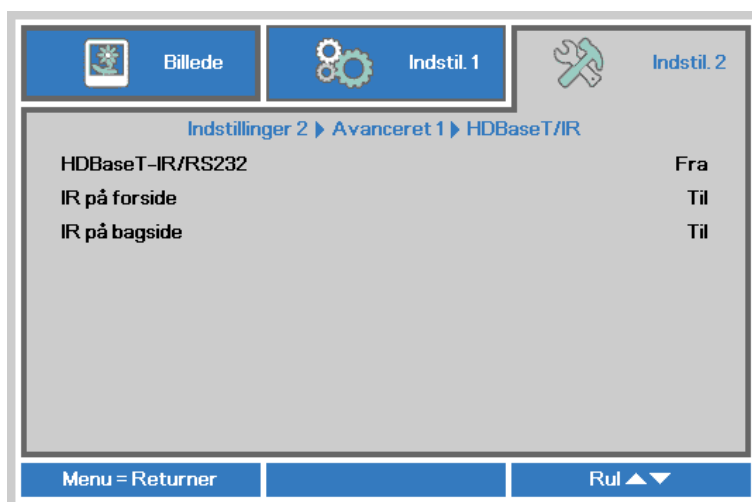 Billede
Indstil. 1
Indstil. 2
Indstillinger 2 ▶ Avanceret 1 ▶ HDBaseT/IR
HDBaseT-IR/RS232 Fra
IR på forside Til
IR på bagside Til
Menu = Returner
Rul ▲▼